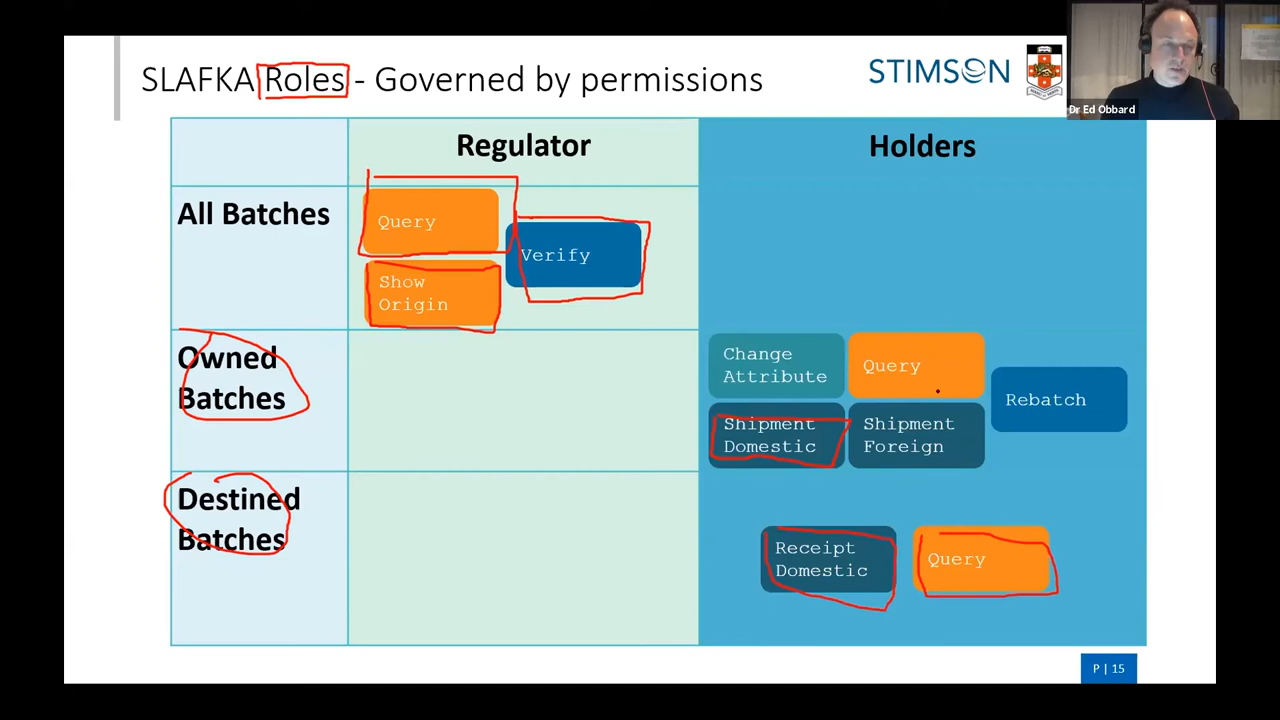 SLAFKA Roles - Governed by permissions
STIMSON
Dr Ed Obbard
Regulator
Holders
All Batches
Query
Verify
Show
Origin
Owned
Batches
Change
Attribute
Query
Rebatch
Shipment
Domestic
Shipment
Foreign
Destined
Batches
Receipt
Domestic
Query
P | 15